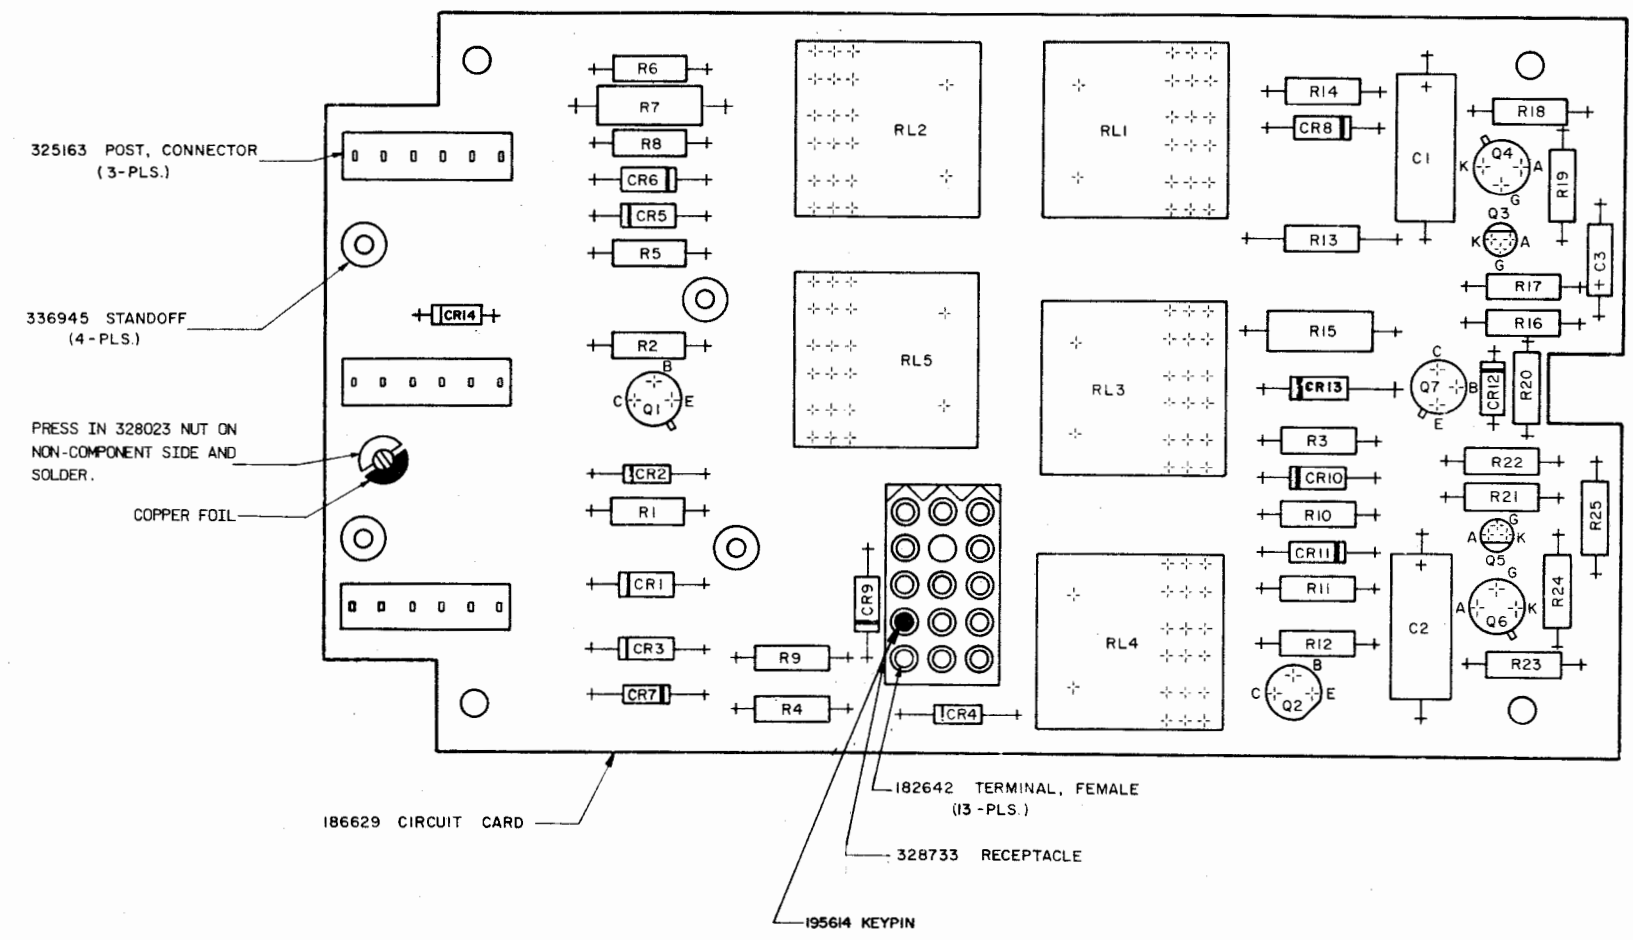 325163 POST, CONNECTOR
(3-PLS.)
336945 STANDOFF
(4-PLS.)
PRESS IN 328023 NUT ON
NON-COMPONENT SIDE AND
SOLDER.
COPPER FOIL
186629 CIRCUIT CARD
R6
R7
R8
CR6
CR5
R5
CR14
R2
B
C
Q1
E
CR2
R1
CR1
CR3
CR7
R9
R4
RL2
RL1
RL5
RL3
RL4
CR9
CR4
182642 TERMINAL, FEMALE
(13-PLS.)
328733 RECEPTACLE
195614 KEYPIN
R14
CR8
R13
R15
CR13
R3
CR10
R10
CR11
R11
R12
B
C
E
Q2
C1
+
R18
Q4
K
A
G
R19
Q3
K
A
G
C3
+
R17
R16
C
Q7
B
E
CR12
R20
R22
R21
R25
G
A
K
Q5
G
A
K
Q6
R24
R23
C2
+